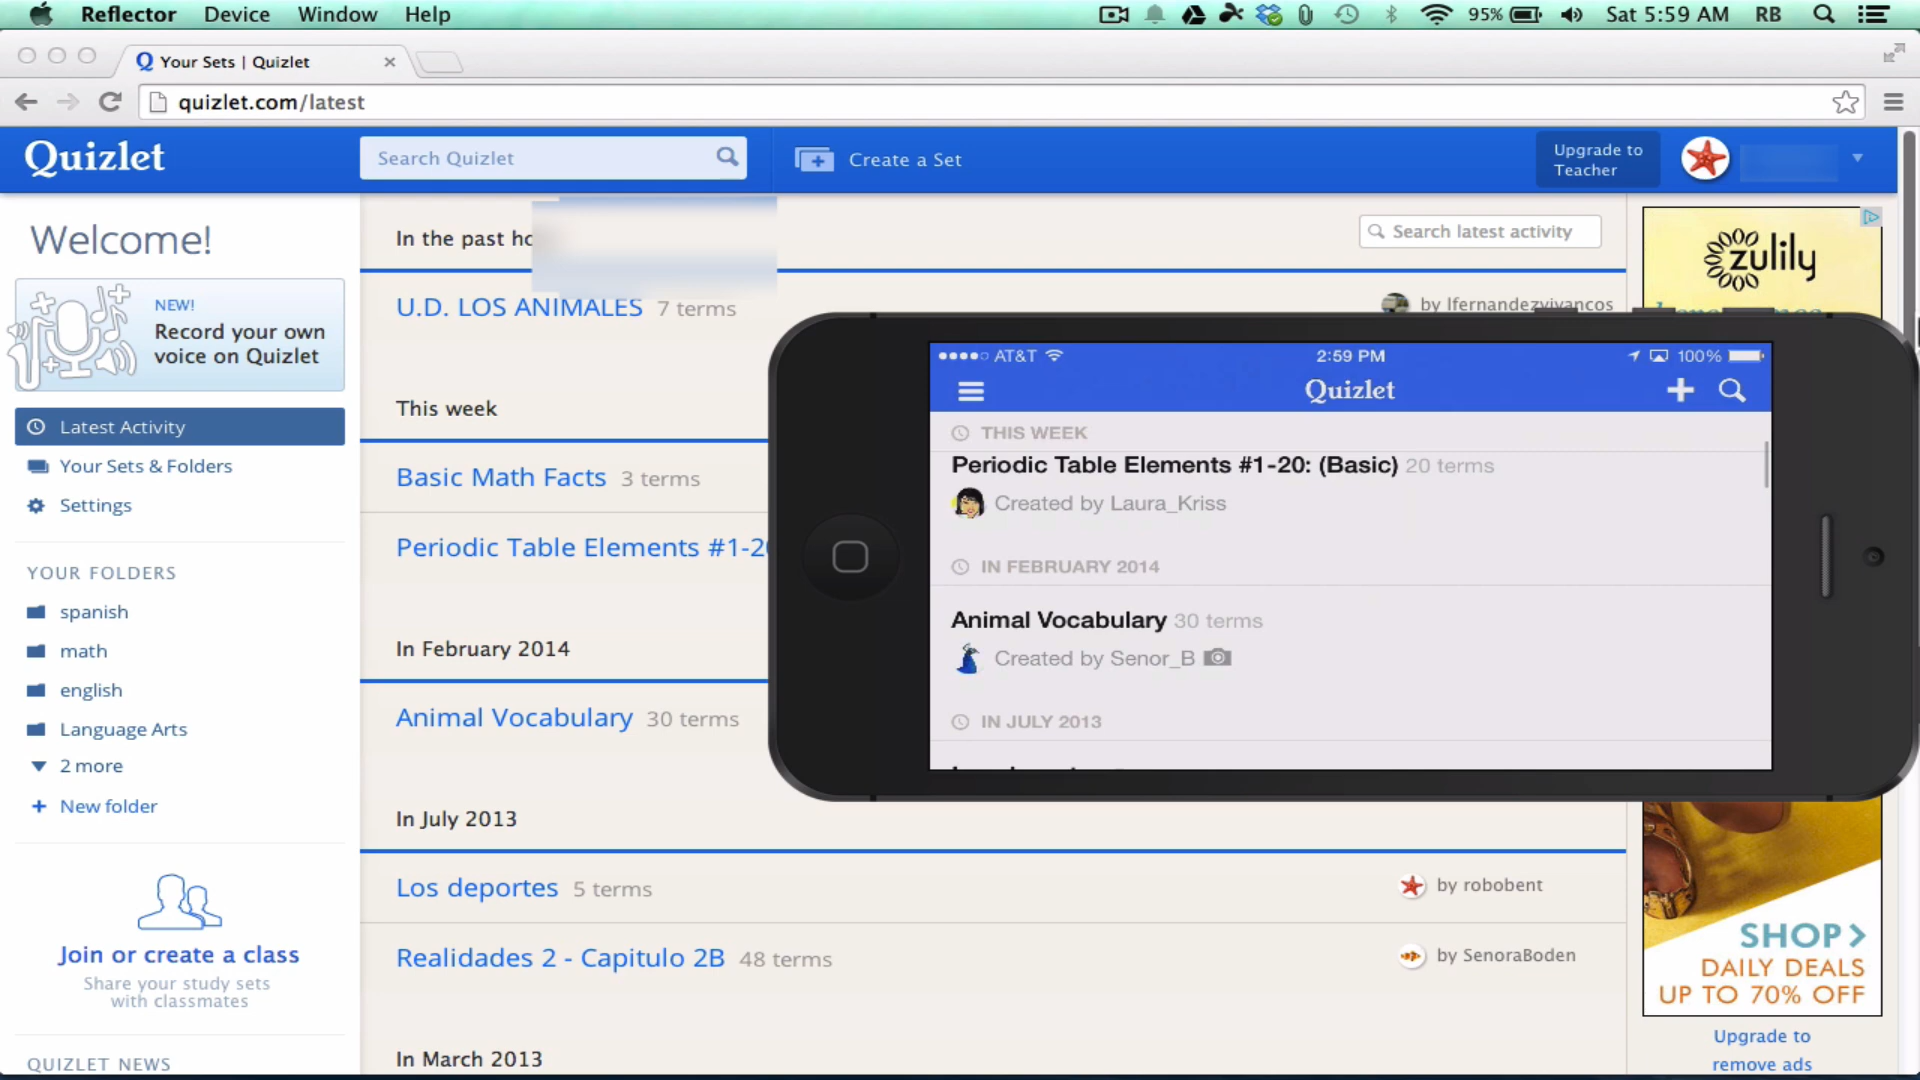 Reflector Device Window Help 95% Sat 5:59 AM RB
Your Sets | Quizlet
quizlet.com/latest
Quizlet
Search Quizlet
Create a Set
Upgrade to
Teacher
Welcome!
NEW!
Record your own
voice on Quizlet
Latest Activity
Your Sets & Folders
Settings
YOUR FOLDERS
spanish
math
english
Language Arts
2 more
New folder
Join or create a class
Share your study sets
with classmates
QUIZLET NEWS
In the past
Search latest activity
U.D. LOS ANIMALES 7 terms
by lfernandezvivancos
This week
Basic Math Facts 3 terms
Periodic Table Elements #1-2
In February 2014
Animal Vocabulary 30 terms
In July 2013
Los deportes 5 terms
by robobent
Realidades 2 - Capitulo 2B 48 terms
by SenoraBoden
In March 2013
AT&T 2:59 PM 100%
Quizlet
THIS WEEK
Periodic Table Elements #1-20: (Basic) 20 terms
Created by Laura_Kriss
IN FEBRUARY 2014
Animal Vocabulary 30 terms
Created by Senor_B
IN JULY 2013
zulily
SHOP >
DAILY DEALS
UP TO 70% OFF
Upgrade to
remove ads